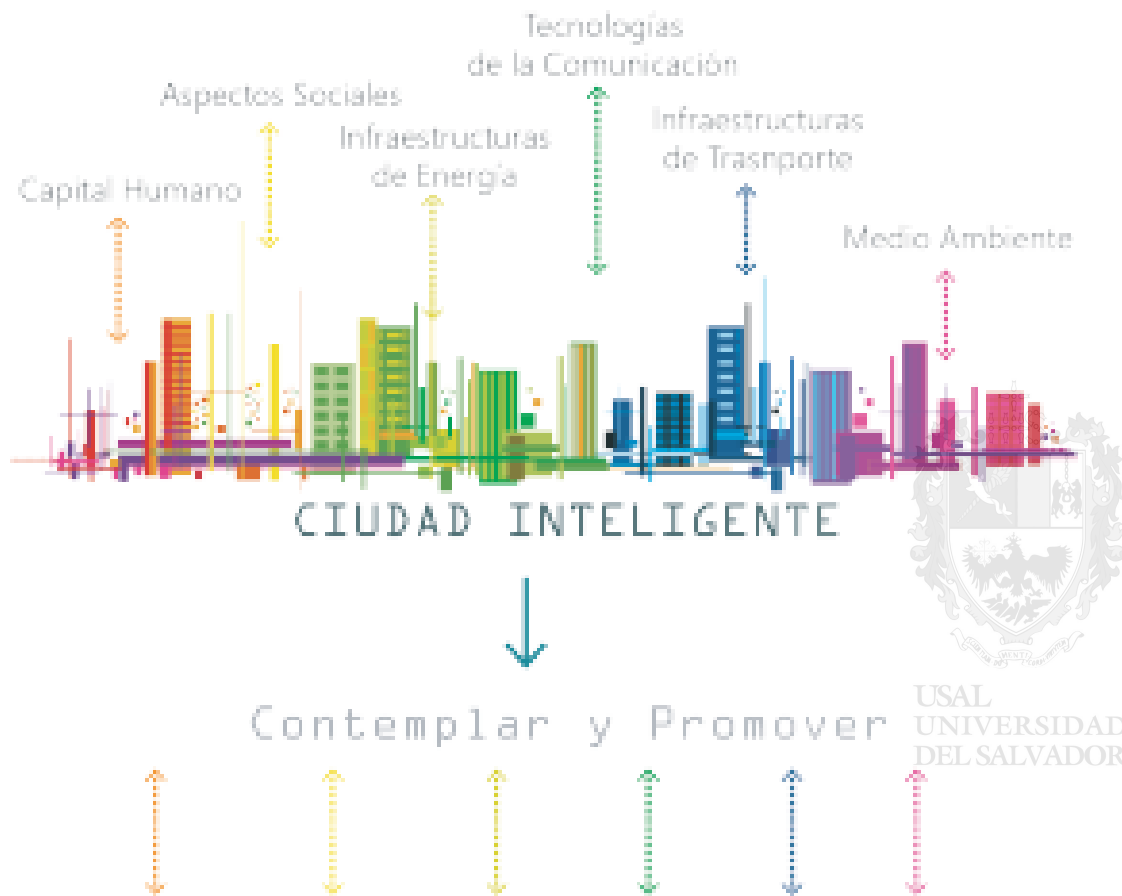 Tecnologías
de la Comunicación
Aspectos Sociales
Infraestructuras
de Energía
Infraestructuras
de Trasnporte
Capital Humano
Medio Ambiente
CIUDAD INTELIGENTE
Contemplar y Promover
USAL
UNIVERSIDAD
DEL SALVADOR